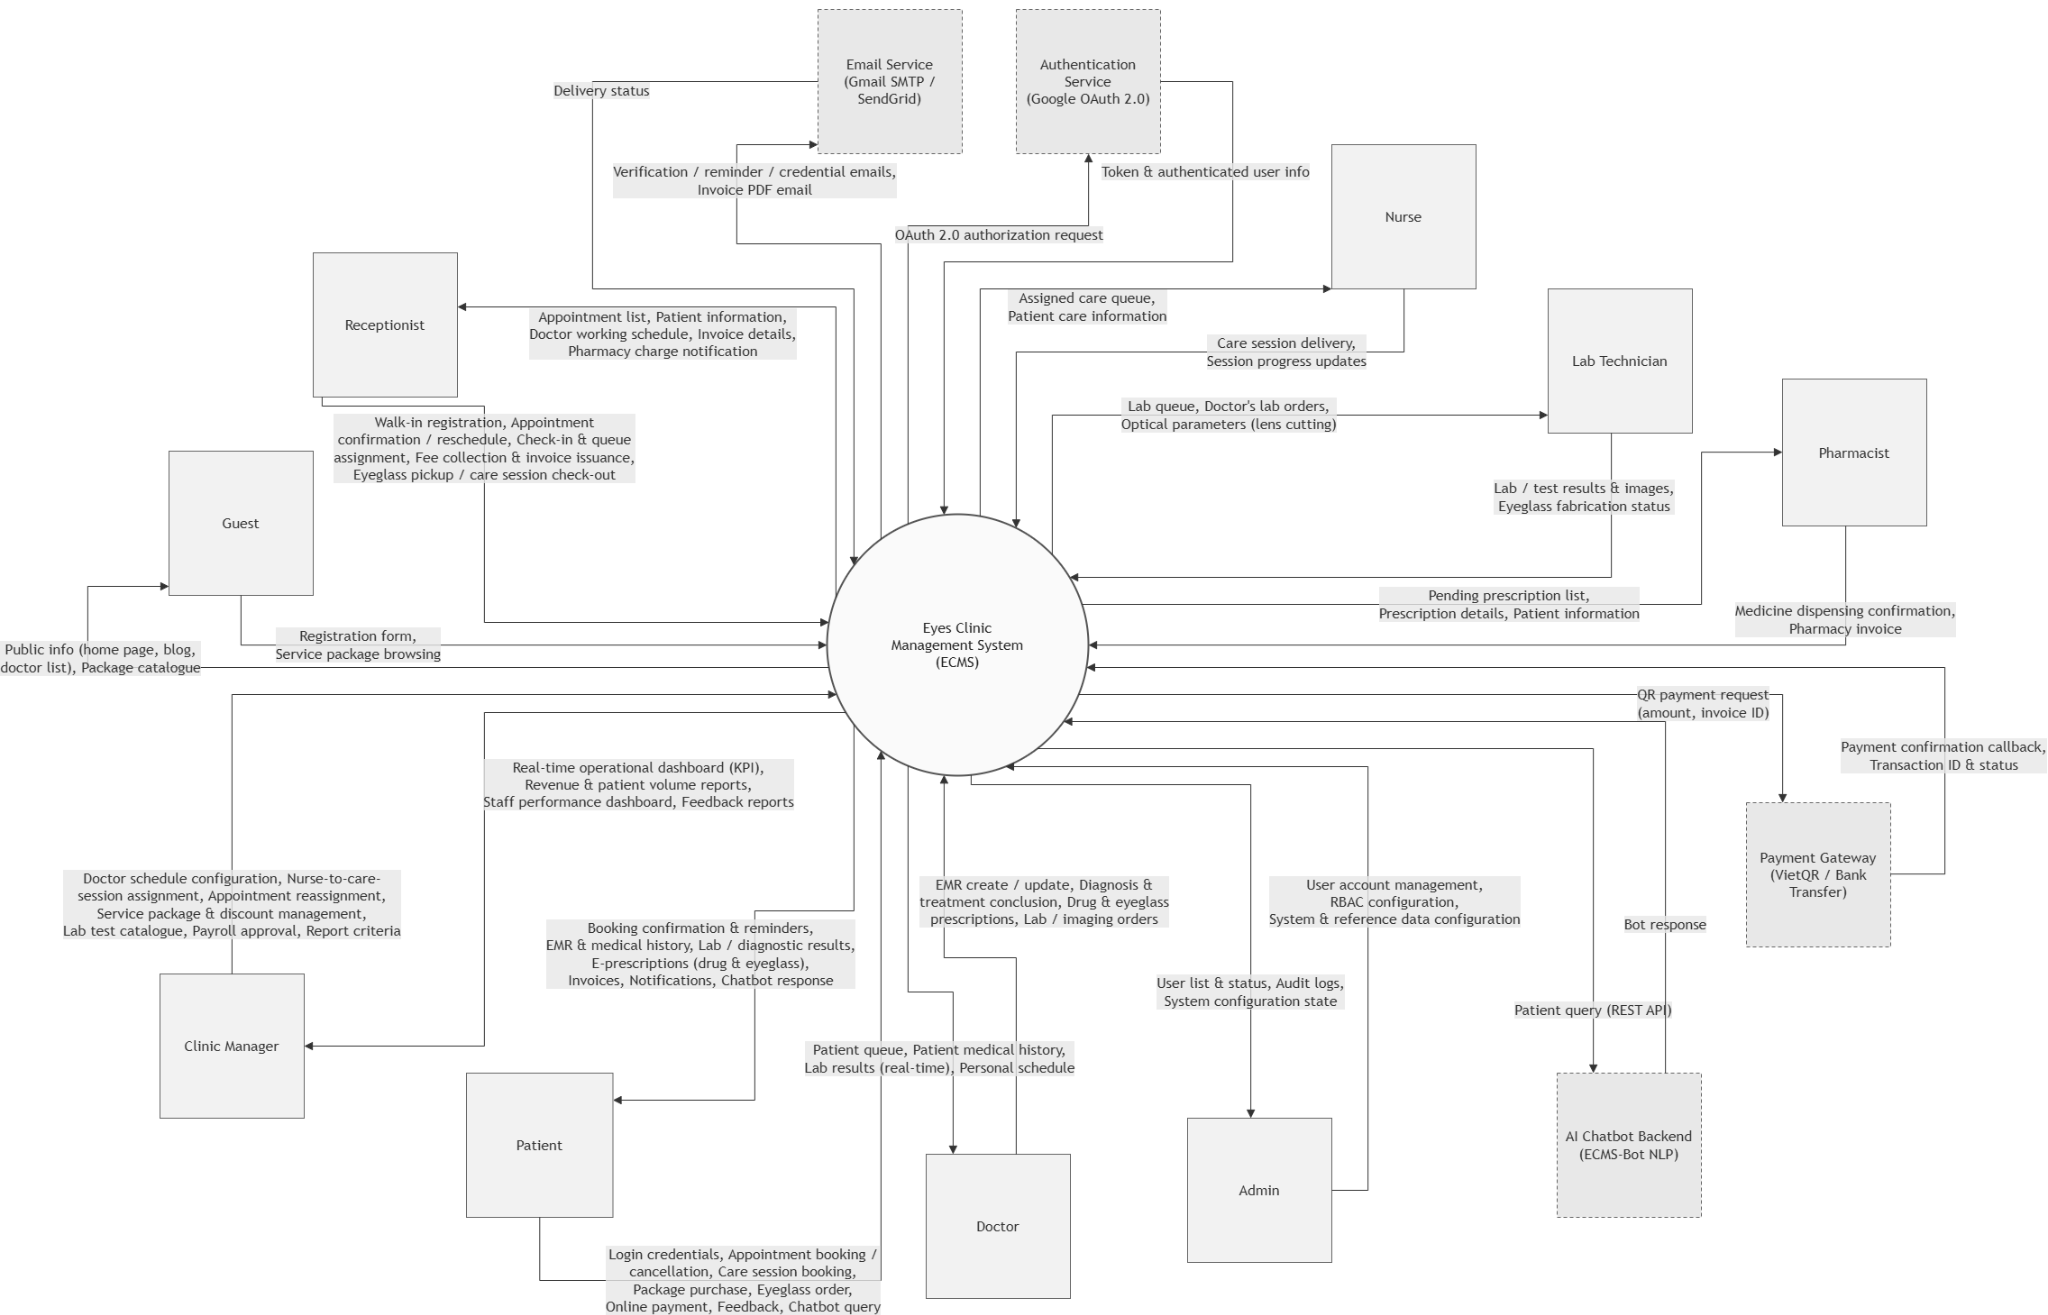 Email Service
(Gmail SMTP /
SendGrid)
Authentication
Service
(Google OAuth 2.0)
Delivery status
Verification / reminder / credential emails,
Invoice PDF email
Token & authenticated user info
OAuth 2.0 authorization request
Nurse
Receptionist
Appointment list, Patient information,
Doctor working schedule, Invoice details,
Pharmacy charge notification
Assigned care queue,
Patient care information
Care session delivery,
Session progress updates
Lab Technician
Walk-in registration, Appointment
confirmation / reschedule, Check-in & queue
assignment, Fee collection & invoice issuance,
Eyeglass pickup / care session check-out
Lab queue, Doctor's lab orders,
Optical parameters (lens cutting)
Pharmacist
Guest
Lab / test results & images,
Eyeglass fabrication status
Pending prescription list,
Prescription details, Patient information
Medicine dispensing confirmation,
Pharmacy invoice
Public info (home page, blog,
doctor list), Package catalogue
Registration form,
Service package browsing
Eyes Clinic
Management System
(ECMS)
QR payment request
(amount, invoice ID)
Payment confirmation callback,
Transaction ID & status
Real-time operational dashboard (KPI),
Revenue & patient volume reports,
Staff performance dashboard, Feedback reports
Doctor schedule configuration, Nurse-to-care-
session assignment, Appointment reassignment,
Service package & discount management,
Lab test catalogue, Payroll approval, Report criteria
EMR create / update, Diagnosis &
treatment conclusion, Drug & eyeglass
prescriptions, Lab / imaging orders
User account management,
RBAC configuration,
System & reference data configuration
Payment Gateway
(VietQR / Bank
Transfer)
Booking confirmation & reminders,
EMR & medical history, Lab / diagnostic results,
E-prescriptions (drug & eyeglass),
Invoices, Notifications, Chatbot response
Bot response
User list & status, Audit logs,
System configuration state
Patient query (REST API)
Clinic Manager
Patient queue, Patient medical history,
Lab results (real-time), Personal schedule
Patient
AI Chatbot Backend
(ECMS-Bot NLP)
Admin
Doctor
Login credentials, Appointment booking /
cancellation, Care session booking,
Package purchase, Eyeglass order,
Online payment, Feedback, Chatbot query